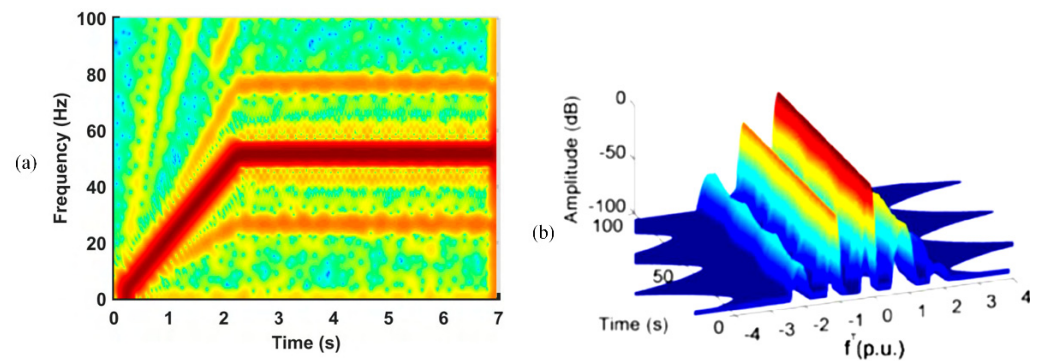 (a)
Frequency (Hz)
100
80
60
40
20
0
0 1 2 3 4 5 6 7
Time (s)
(b)
Amplitude (dB)
0
-50
-100
100
50
0
Time (s)
-4 -3 -2 -1 0 1 2 3 4
f* (p.u.)